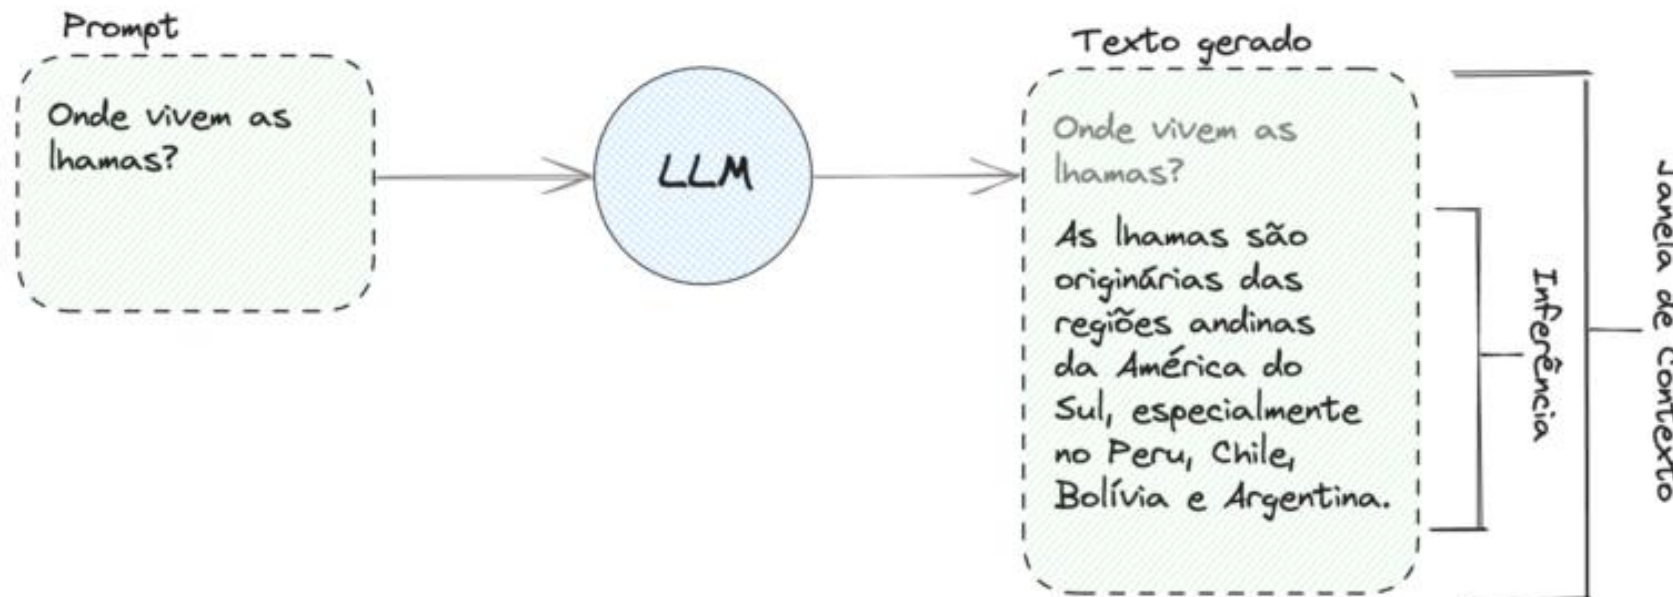 Prompt
Onde vivem as
lhamas?
LLM
Texto gerado
Onde vivem as
lhamas?
As lhamas são
originárias das
regiões andinas
da América do
Sul, especialmente
no Peru, Chile,
Bolívia e Argentina.
Inferência
Janela de Contexto